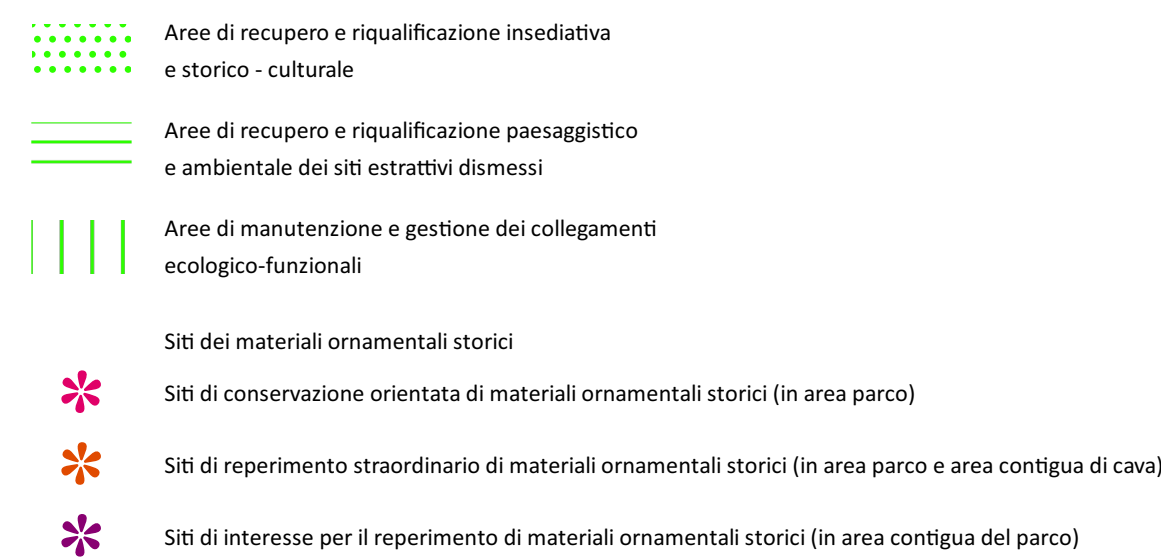 Aree di recupero e riqualificazione insediativa
e storico - culturale
Aree di recupero e riqualificazione paesaggistico
e ambientale dei siti estrattivi dismessi
Aree di manutenzione e gestione dei collegamenti
ecologico-funzionali
Siti dei materiali ornamentali storici
Siti di conservazione orientata di materiali ornamentali storici (in area parco)
Siti di reperimento straordinario di materiali ornamentali storici (in area parco e area contigua di cava)
Siti di interesse per il reperimento di materiali ornamentali storici (in area contigua del parco)